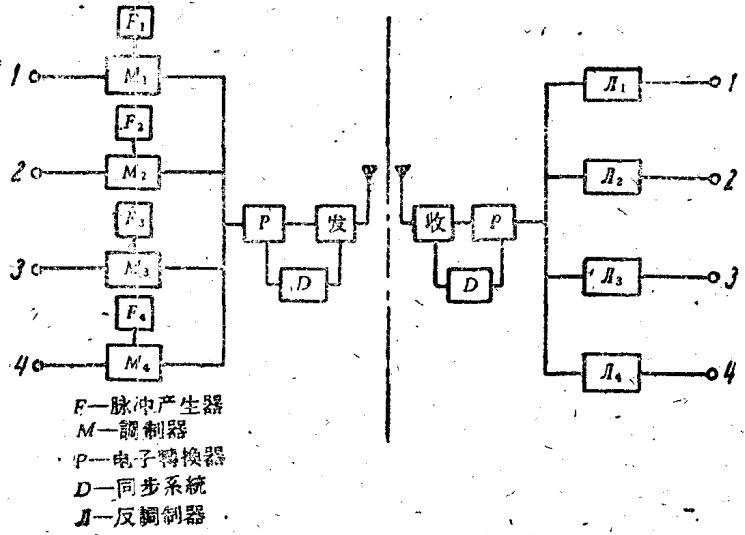 F₁
1 M₁ Л₁ 1
F₂
2 M₂ Л₂ 2
F₃
P 发 收 P
3 M₃ D D Л₃ 3
F₄
4 M₄ Л₄ 4
F—脉冲产生器
M—調制器
P—电子轉換器
D—同步系統
Л—反調制器